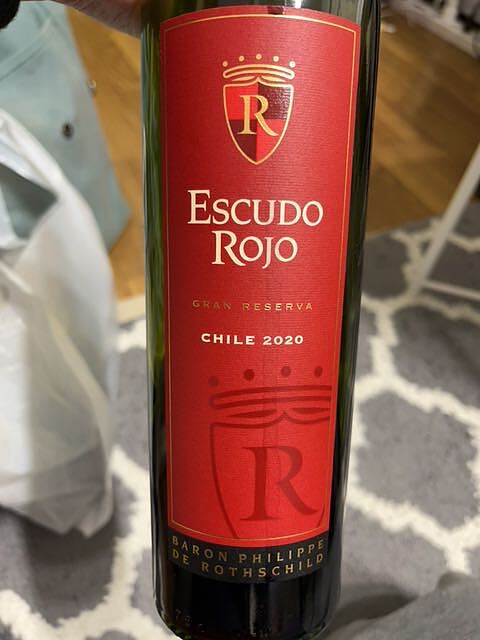 R
ESCUDO
ROJO
GRAN RESERVA
CHILE 2020
R
BARON PHILIPPE
DE ROTHSCHILD